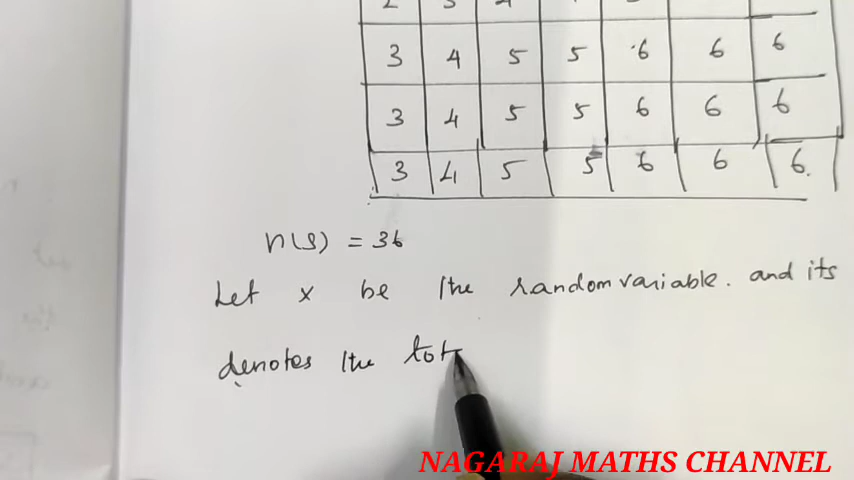 3 4 5 5 6 6 6
3 4 5 5 6 6 6
3 4 5 5 6 6 6.
n(s) = 36
Let x be the random variable. and its
denotes the tot
NAGARAJ MATHS CHANNEL